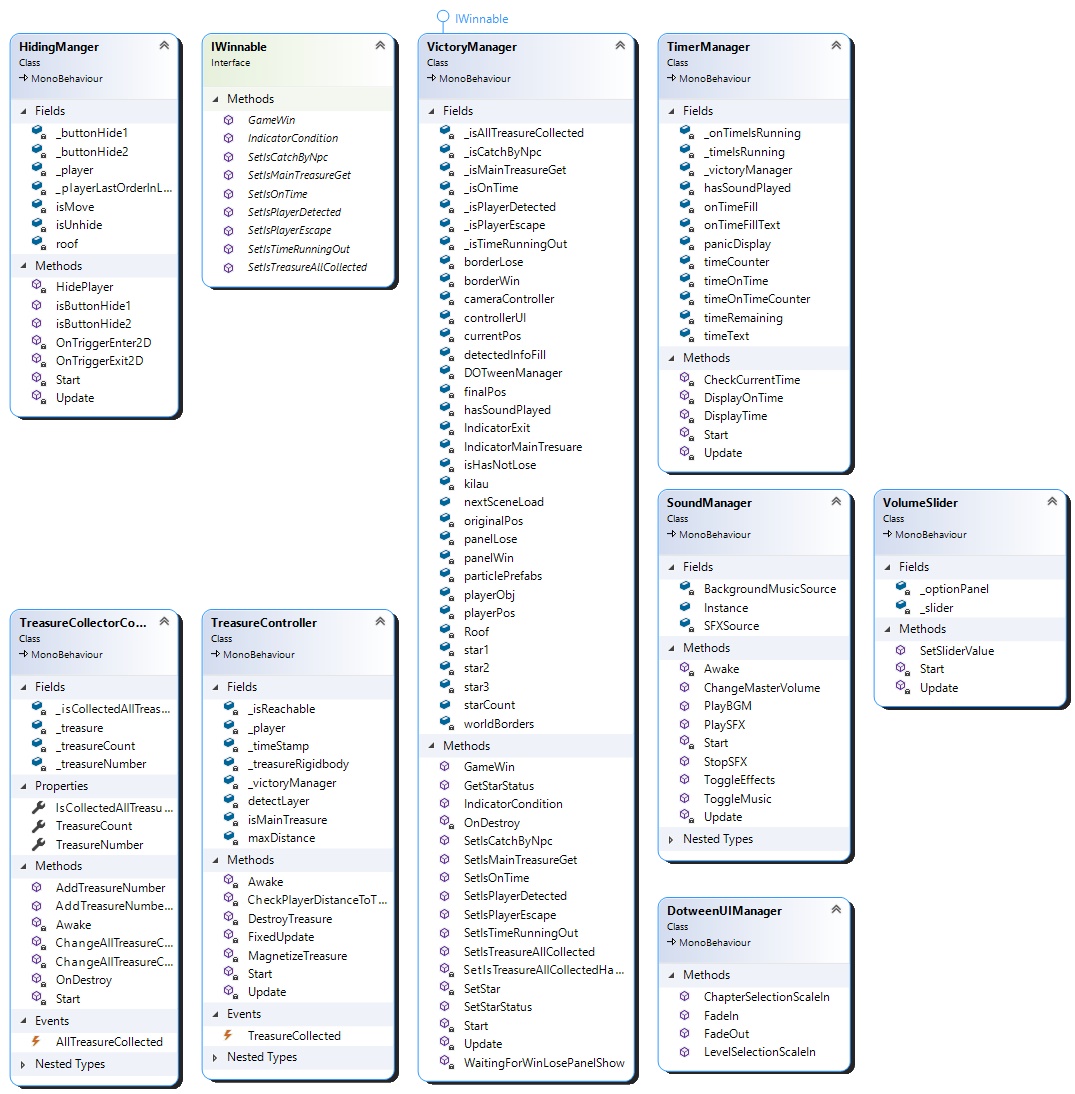 IWinnable
HidingManger
Class
MonoBehaviour
Fields
_buttonHide1
_buttonHide2
_player
_playerLastOrderInL...
isMove
isUnhide
roof
Methods
HidePlayer
isButtonHide1
isButtonHide2
OnTriggerEnter2D
OnTriggerExit2D
Start
Update
IWinnable
Interface
Methods
GameWin
IndicatorCondition
SetIsCatchByNpc
SetIsMainTreasureGet
SetIsOnTime
SetIsPlayerDetected
SetIsPlayerEscape
SetIsTimeRunningOut
SetIsTreasureAllCollected
VictoryManager
Class
MonoBehaviour
Fields
_isAllTreasureCollected
_isCatchByNpc
_isMainTreasureGet
_isOnTime
_isPlayerDetected
_isPlayerEscape
_isTimeRunningOut
borderLose
borderWin
cameraController
controllerUI
currentPos
detectedInfoFill
DOTweenManager
finalPos
hasSoundPlayed
IndicatorExit
IndicatorMainTresuare
isHasNotLose
kilau
nextSceneLoad
originalPos
panelLose
panelWin
particlePrefabs
playerObj
playerPos
Roof
star1
star2
star3
starCount
worldBorders
Methods
GameWin
GetStarStatus
IndicatorCondition
OnDestroy
SetIsCatchByNpc
SetIsMainTreasureGet
SetIsOnTime
SetIsPlayerDetected
SetIsPlayerEscape
SetIsTimeRunningOut
SetIsTreasureAllCollected
SetIsTreasureAllCollectedHa...
SetStar
SetStarStatus
Start
Update
WaitingForWinLosePanelShow
TimerManager
Class
MonoBehaviour
Fields
_onTimeIsRunning
_timeIsRunning
_victoryManager
hasSoundPlayed
onTimeFill
onTimeFillText
panicDisplay
timeCounter
timeOnTime
timeOnTimeCounter
timeRemaining
timeText
Methods
CheckCurrentTime
DisplayOnTime
DisplayTime
Start
Update
SoundManager
Class
MonoBehaviour
Fields
BackgroundMusicSource
Instance
SFXSource
Methods
Awake
ChangeMasterVolume
PlayBGM
PlaySFX
Start
StopSFX
ToggleEffects
ToggleMusic
Update
Nested Types
VolumeSlider
Class
MonoBehaviour
Fields
_optionPanel
_slider
Methods
SetSliderValue
Start
Update
TreasureCollectorCo...
Class
MonoBehaviour
Fields
_isCollectedAllTreas...
_treasure
_treasureCount
_treasureNumber
Properties
IsCollectedAllTreasu...
TreasureCount
TreasureNumber
Methods
AddTreasureNumber
AddTreasureNumbe...
Awake
ChangeAllTreasureC...
ChangeAllTreasureC...
OnDestroy
Start
Events
AllTreasureCollected
Nested Types
TreasureController
Class
MonoBehaviour
Fields
_isReachable
_player
_timeStamp
_treasureRigidbody
_victoryManager
detectLayer
isMainTreasure
maxDistance
Methods
Awake
CheckPlayerDistanceToT...
DestroyTreasure
FixedUpdate
MagnetizeTreasure
Start
Update
Events
TreasureCollected
Nested Types
DotweenUIManager
Class
MonoBehaviour
Methods
ChapterSelectionScaleIn
FadeIn
FadeOut
LevelSelectionScaleIn